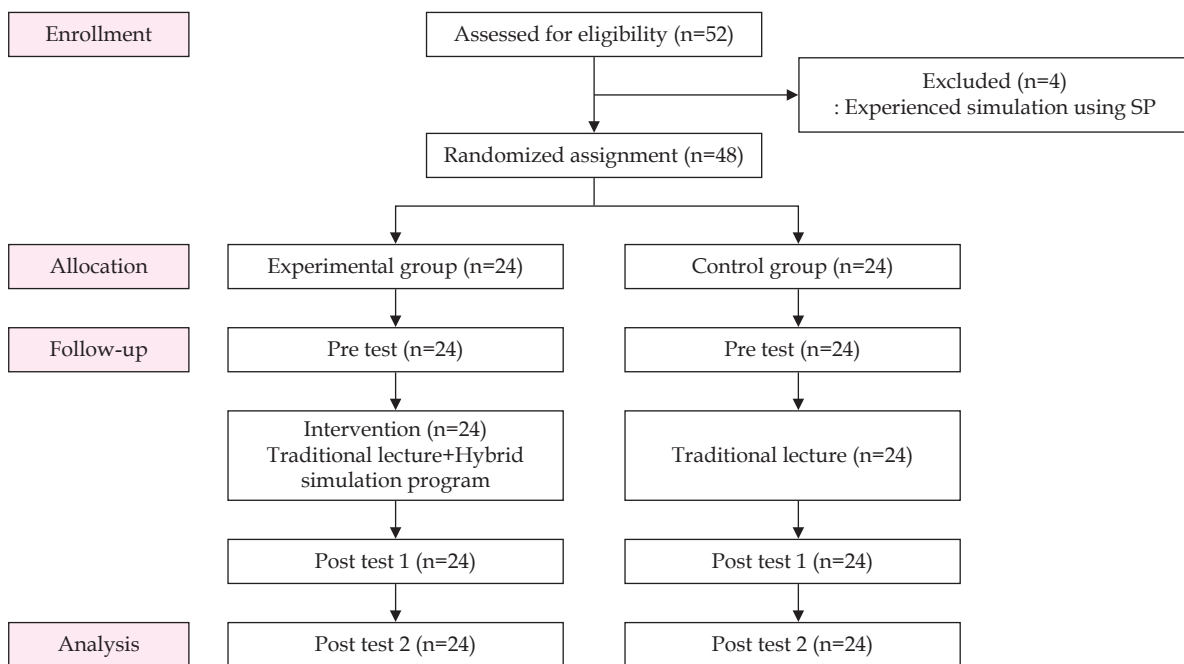 Enrollment
Assessed for eligibility (n=52)
Excluded (n=4)
: Experienced simulation using SP
Randomized assignment (n=48)
Allocation
Experimental group (n=24)
Control group (n=24)
Follow-up
Pre test (n=24)
Pre test (n=24)
Intervention (n=24)
Traditional lecture+Hybrid
simulation program
Traditional lecture (n=24)
Post test 1 (n=24)
Post test 1 (n=24)
Analysis
Post test 2 (n=24)
Post test 2 (n=24)